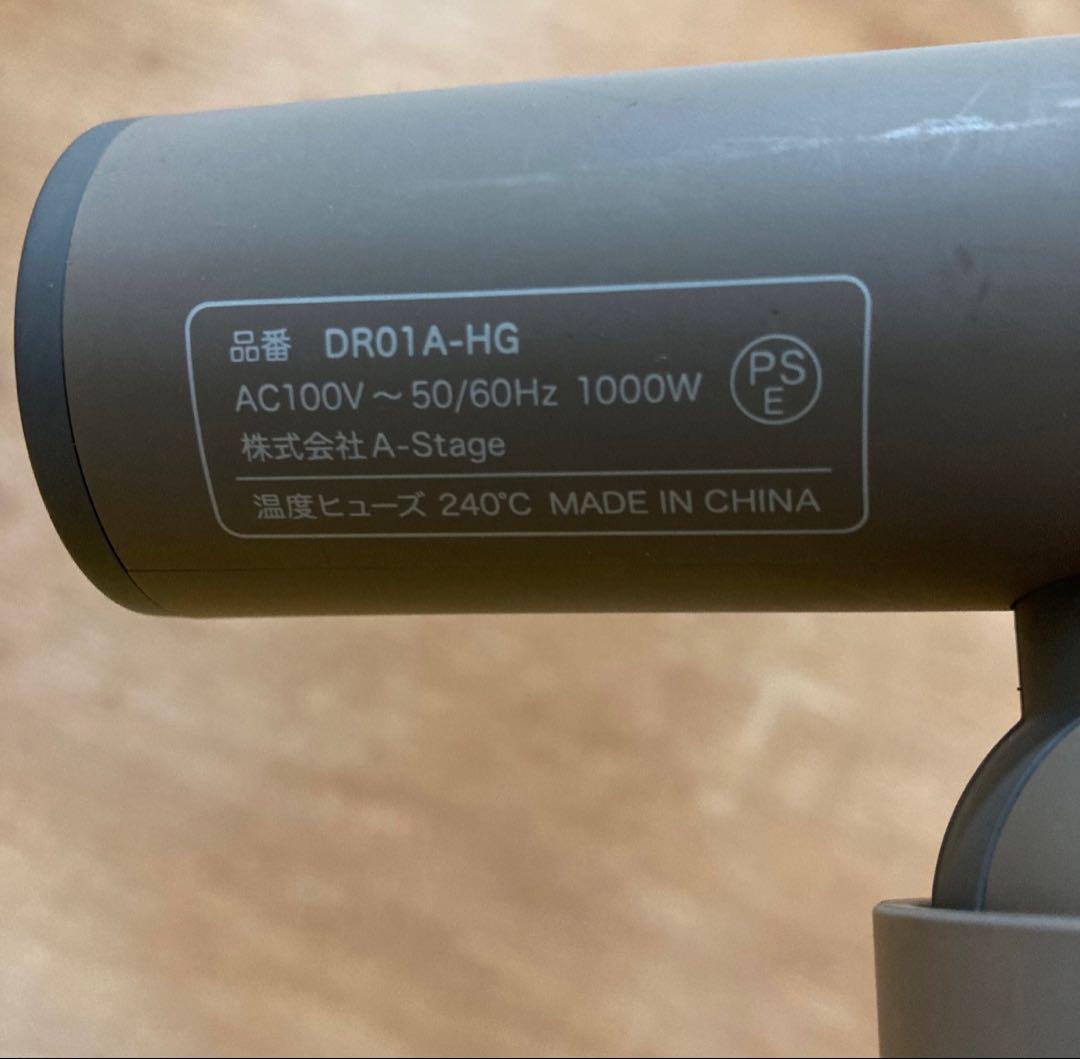 品番 DR01A-HG
AC100V～50/60Hz 1000W
株式会社A-Stage
PS
E
温度ヒューズ 240℃ MADE IN CHINA